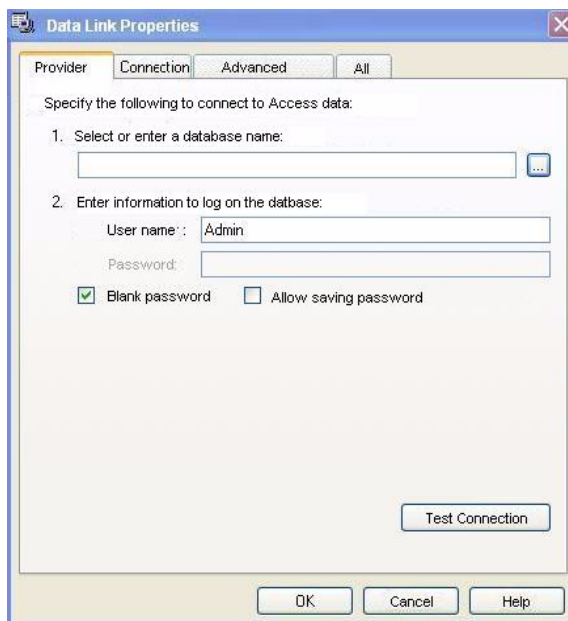 Data Link Properties
Provider Connection Advanced All
Specify the following to connect to Access data:
1. Select or enter a database name:
...
2. Enter information to log on the datbase:
User name : Admin
Password:
Blank password Allow saving password
Test Connection
OK Cancel Help